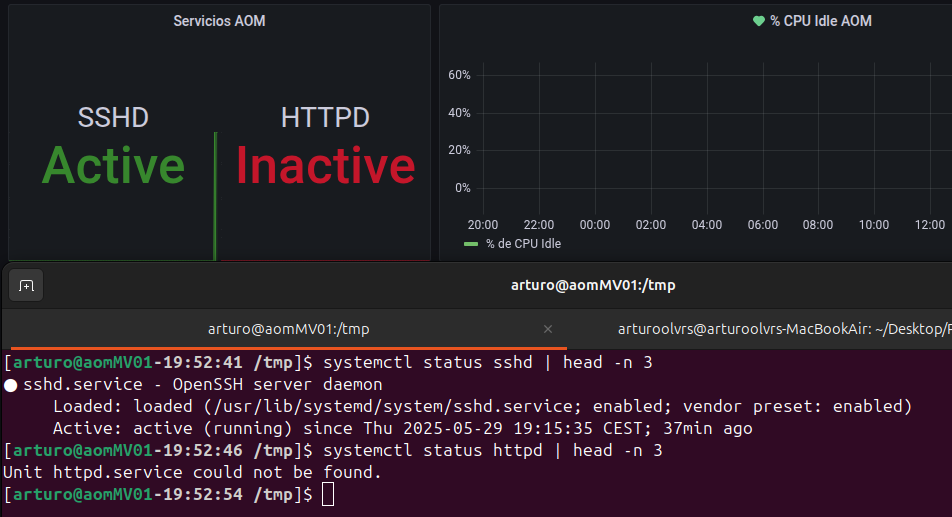 Servicios AOM
SSHD
Active
HTTPD
Inactive
% CPU Idle AOM
60%
40%
20%
0%
20:00 22:00 00:00 02:00 04:00 06:00 08:00 10:00 12:00
% de CPU Idle
arturo@aomMV01:/tmp
arturo@aomMV01:/tmp × arturoolvrs@arturoolvrs-MacBookAir: ~/Desktop/P
[arturo@aomMV01-19:52:41 /tmp]$ systemctl status sshd | head -n 3
● sshd.service - OpenSSH server daemon
Loaded: loaded (/usr/lib/systemd/system/sshd.service; enabled; vendor preset: enabled)
Active: active (running) since Thu 2025-05-29 19:15:35 CEST; 37min ago
[arturo@aomMV01-19:52:46 /tmp]$ systemctl status httpd | head -n 3
Unit httpd.service could not be found.
[arturo@aomMV01-19:52:54 /tmp]$